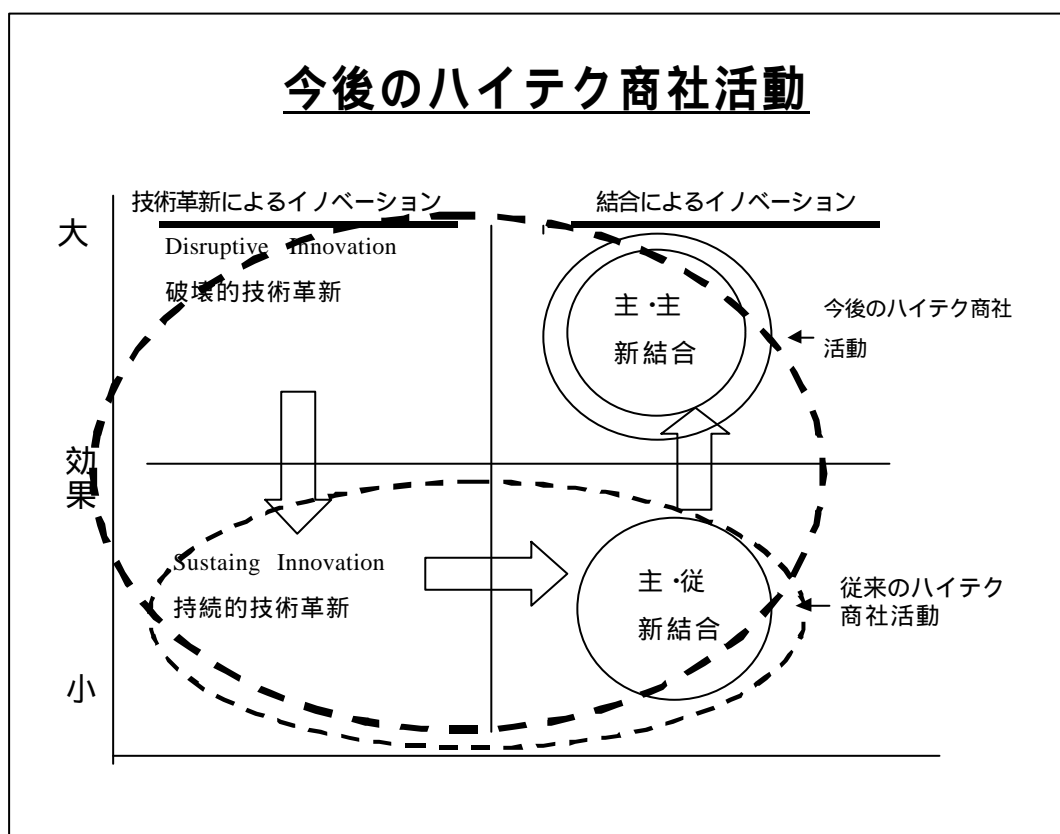 今後のハイテク商社活動
技術革新によるイノベーション
結合によるイノベーション
大
Disruptive Innovation
破壊的技術革新
主・主
新結合
今後のハイテク商社
活動
効果
Sustaing Innovation
持続的技術革新
主・従
新結合
従来のハイテク
商社活動
小